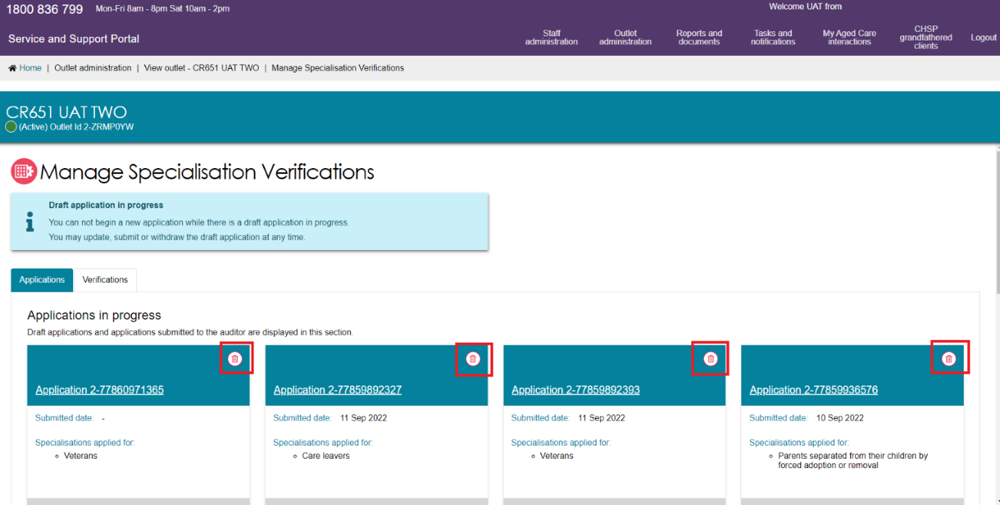 1800 836 799 Mon-Fri 8am - 8pm Sat 10am - 2pm Welcome UAT from
Service and Support Portal
Staff administration
Outlet administration
Reports and documents
Tasks and notifications
My Aged Care interactions
CHSP grandfathered clients
Logout
Home | Outlet administration | View outlet - CR651 UAT TWO | Manage Specialisation Verifications
CR651 UAT TWO
(Active) Outlet Id 2-ZRMP0YW
Manage Specialisation Verifications
Draft application in progress
You can not begin a new application while there is a draft application in progress.
You may update, submit or withdraw the draft application at any time.
Applications Verifications
Applications in progress
Draft applications and applications submitted to the auditor are displayed in this section.
Application 2-77860971365
Submitted date: -
Specialisations applied for:
Veterans
Application 2-77859892327
Submitted date: 11 Sep 2022
Specialisations applied for:
Care leavers
Application 2-77859892393
Submitted date: 11 Sep 2022
Specialisations applied for:
Veterans
Application 2-77859936576
Submitted date: 10 Sep 2022
Specialisations applied for:
Parents separated from their children by
forced adoption or removal